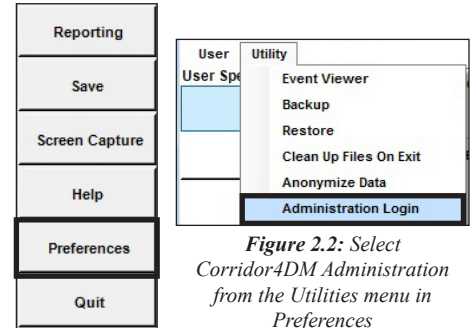 Reporting
Save
Screen Capture
Help
Preferences
Quit
User Utility
User Spe
Event Viewer
Backup
Restore
Clean Up Files On Exit
Anonymize Data
Administration Login
Figure 2.2: Select
Corridor4DM Administration
from the Utilities menu in
Preferences